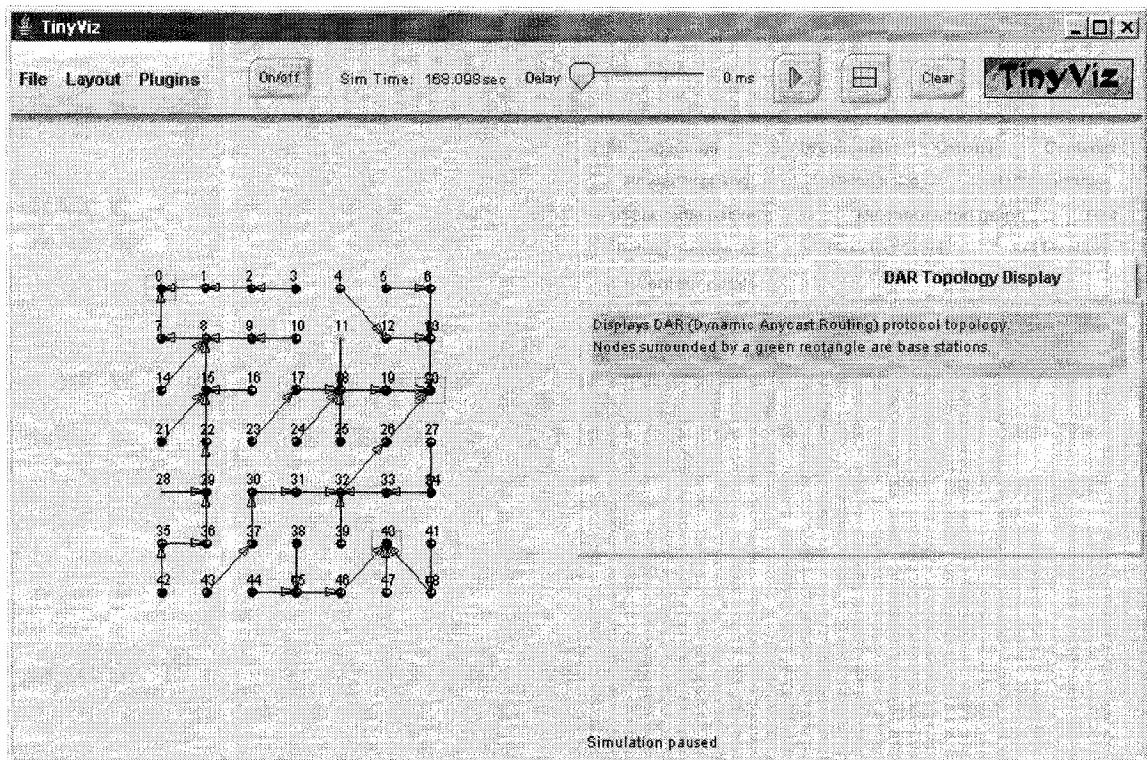 TinyViz
File Layout Plugins On/off Sim Time: 168.098sec Delay 0 ms Clear TinyViz
DAR Topology Display
Displays DAR (Dynamic Anycast Routing) protocol topology.
Nodes surrounded by a green rectangle are base stations.
0 1 2 3 4 5 6
7 8 9 10 11 12 13
14 15 16 17 18 19 20
21 22 23 24 25 26 27
28 29 30 31 32 33 34
35 36 37 38 39 40 41
42 43 44 45 46 47 48
Simulation paused